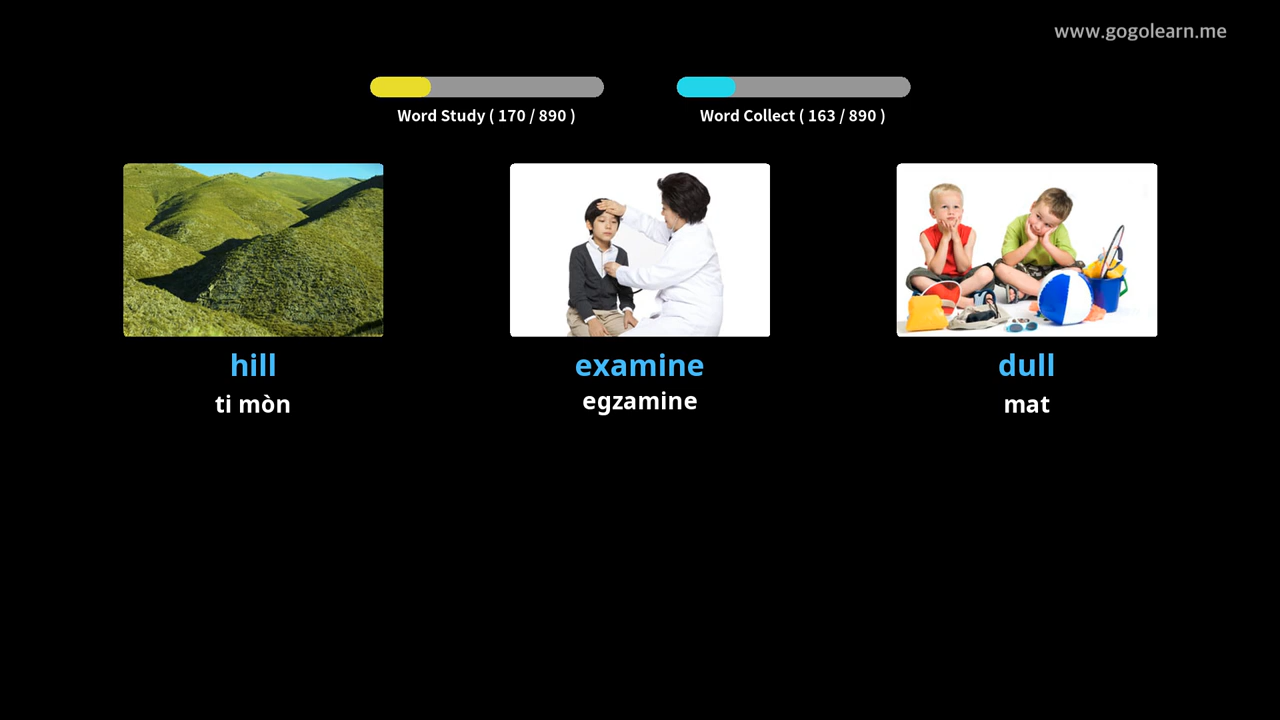 www.gogolearn.me
Word Study ( 170 / 890 )
Word Collect ( 163 / 890 )
hill
ti mòn
examine
egzamine
dull
mat